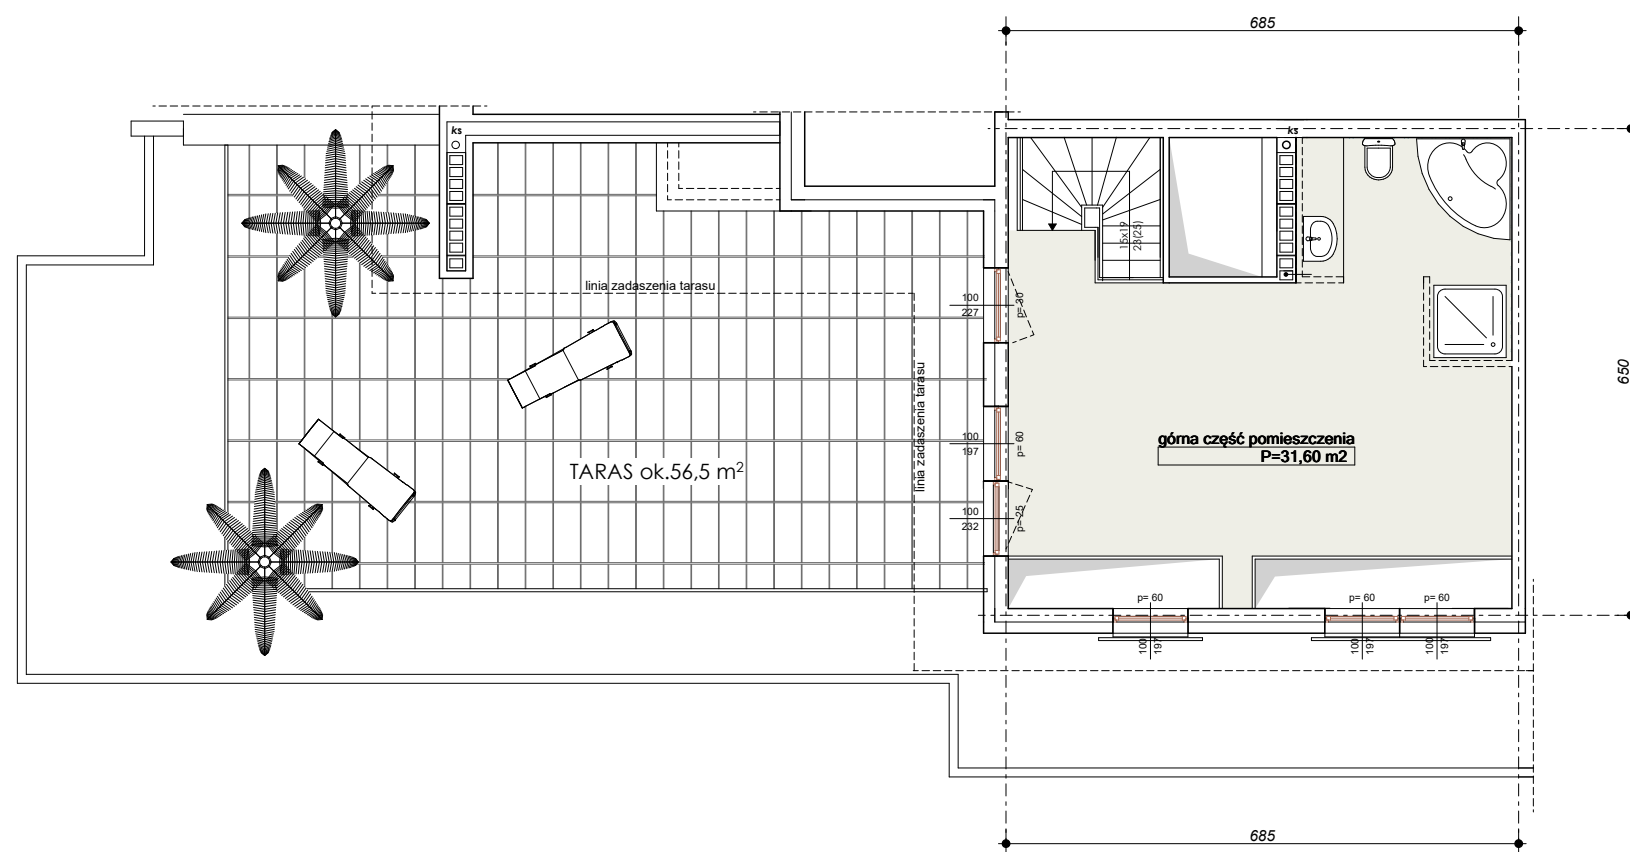 685
ks
ks
15x19
28(25)
linia zadaszenia tarasu
100
227
p= 30
650
linia zadaszenia tarasu
100
197
p= 60
górna część pomieszczenia
P=31,60 m2
TARAS ok.56,5 m²
100
232
p= 25
p= 60
p= 60
p= 60
100
197
100
197
100
197
685